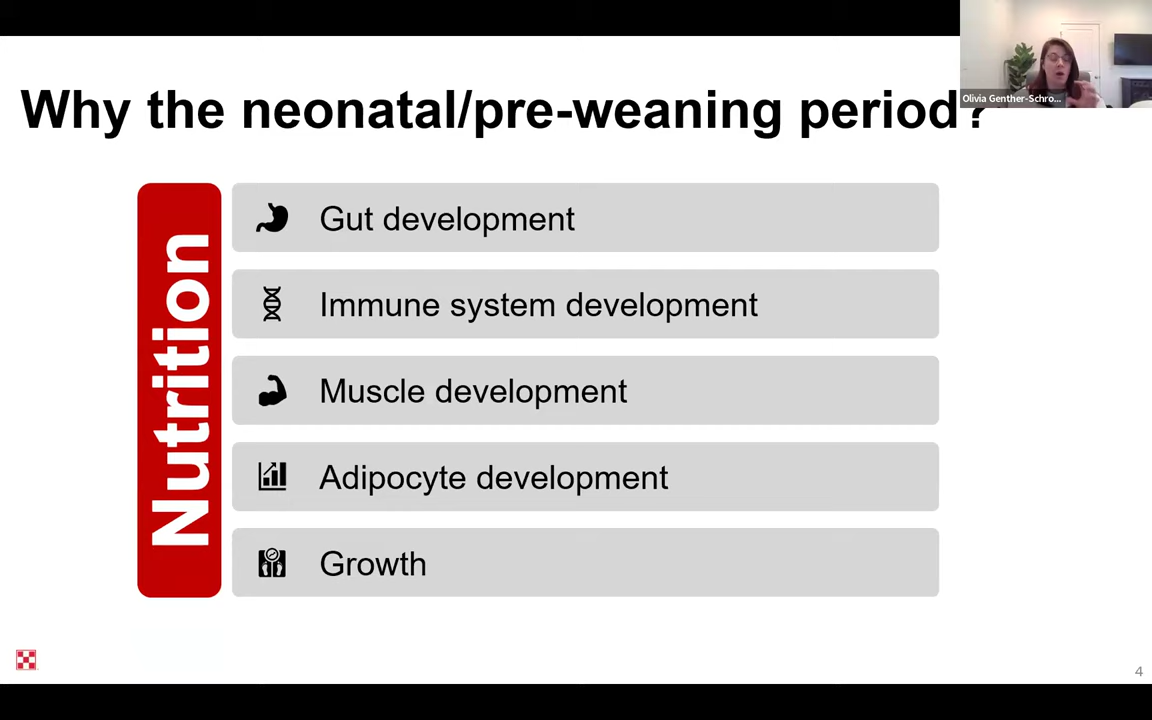 Why the neonatal/pre-weaning period?
Olivia Genther-Schro...
Nutrition
Gut development
Immune system development
Muscle development
Adipocyte development
Growth
4